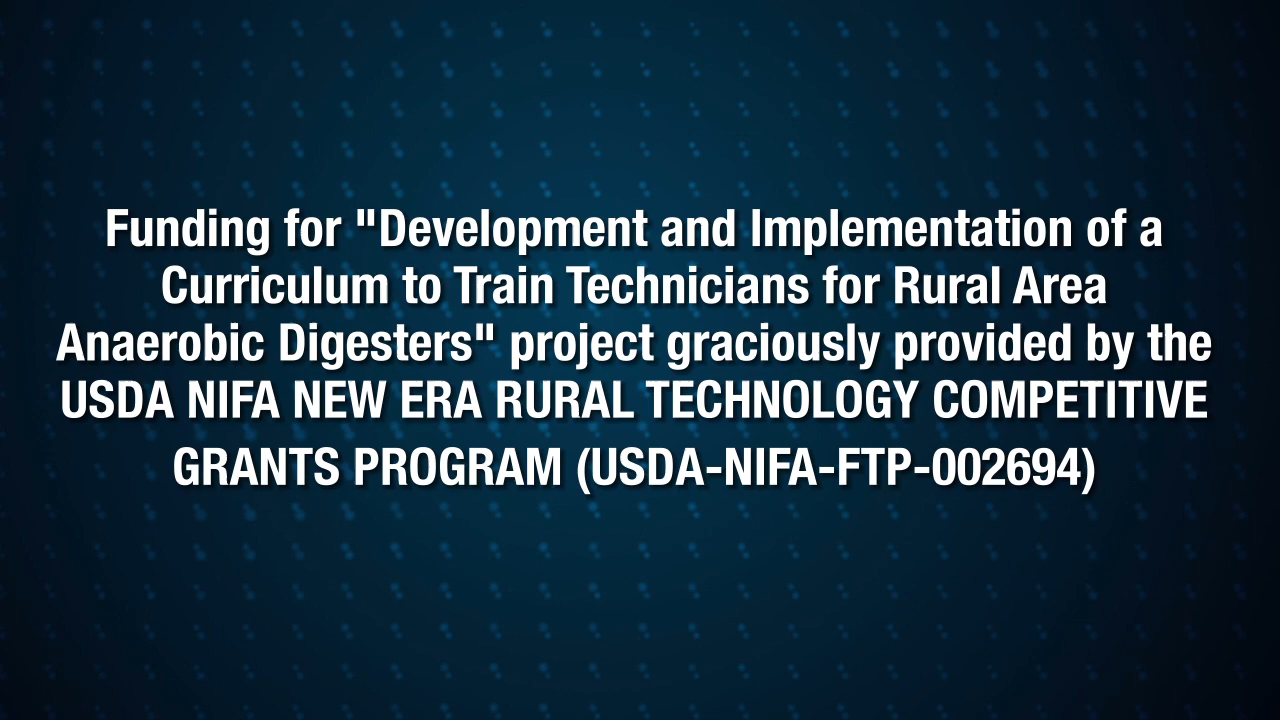 Funding for "Development and Implementation of a
Curriculum to Train Technicians for Rural Area
Anaerobic Digesters" project graciously provided by the
USDA NIFA NEW ERA RURAL TECHNOLOGY COMPETITIVE
GRANTS PROGRAM (USDA-NIFA-FTP-002694)